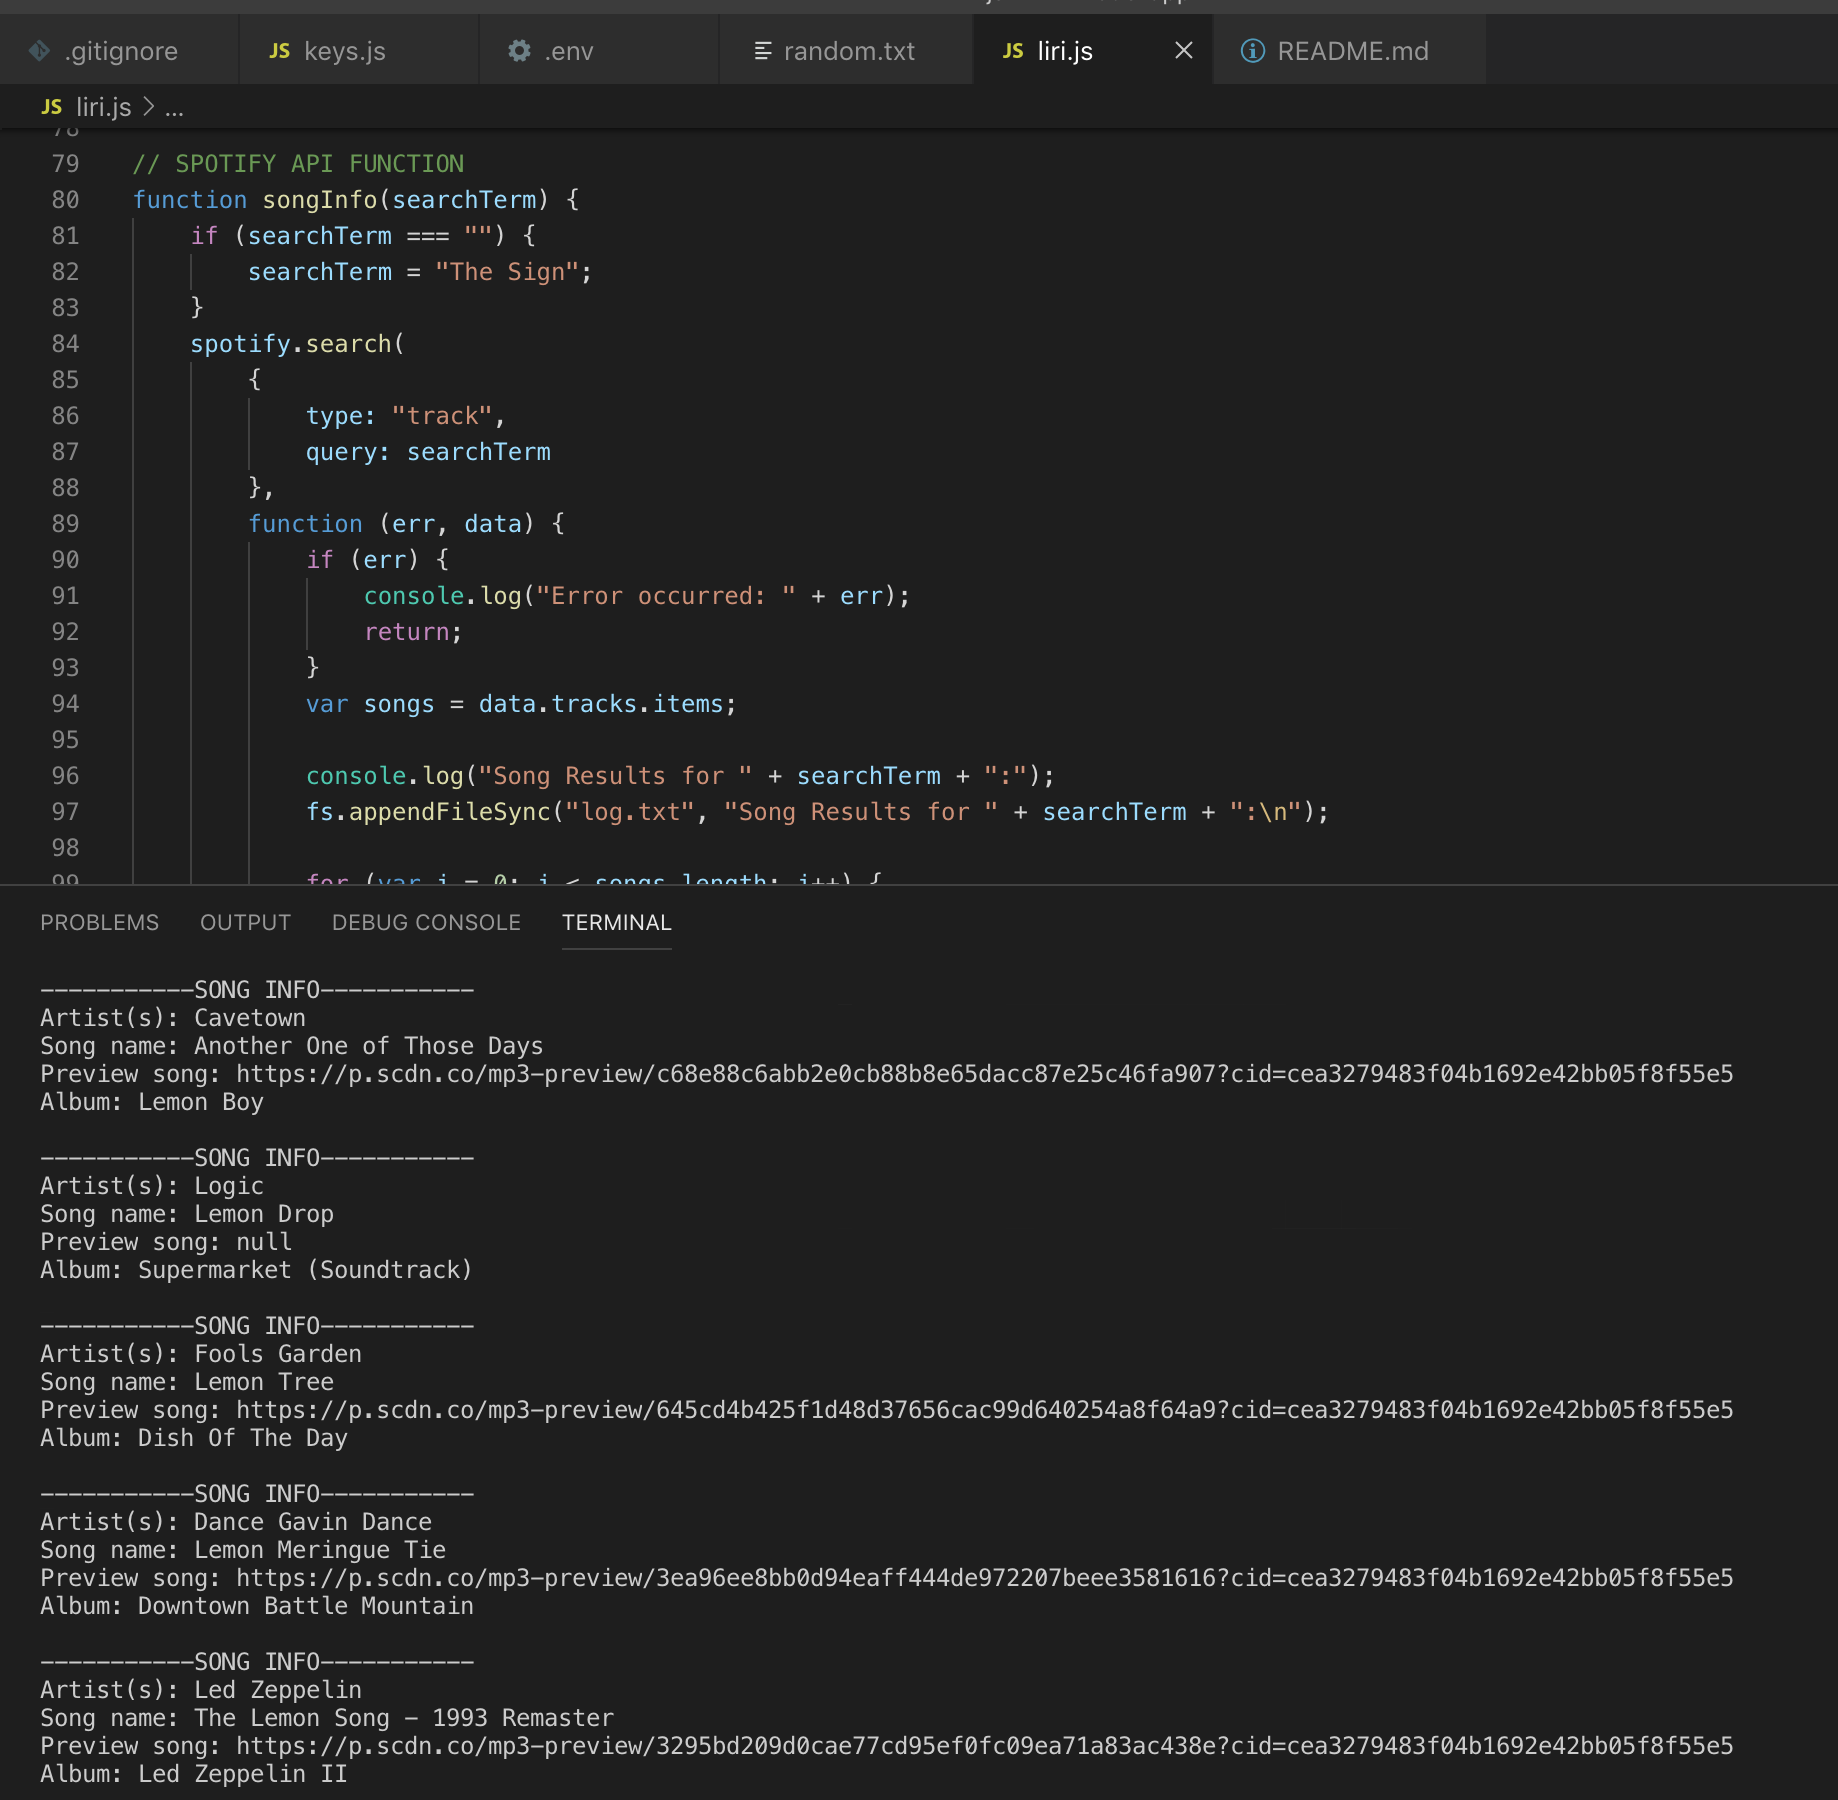 .gitignore
JS keys.js
.env
random.txt
JS liri.js
README.md
JS liri.js > ...
78
79 // SPOTIFY API FUNCTION
80 function songInfo(searchTerm) {
81 if (searchTerm === "") {
82 searchTerm = "The Sign";
83 }
84 spotify.search(
85 {
86 type: "track",
87 query: searchTerm
88 },
89 function (err, data) {
90 if (err) {
91 console.log("Error occurred: " + err);
92 return;
93 }
94 var songs = data.tracks.items;
95
96 console.log("Song Results for " + searchTerm + ":");
97 fs.appendFileSync("log.txt", "Song Results for " + searchTerm + ":\n");
98
99 for (var i = 0; i < songs.length; i++) {
PROBLEMS OUTPUT DEBUG CONSOLE TERMINAL
-----------SONG INFO-----------
Artist(s): Cavetown
Song name: Another One of Those Days
Preview song: https://p.scdn.co/mp3-preview/c68e88c6abb2e0cb88b8e65dacc87e25c46fa907?cid=cea3279483f04b1692e42bb05f8f55e5
Album: Lemon Boy
-----------SONG INFO-----------
Artist(s): Logic
Song name: Lemon Drop
Preview song: null
Album: Supermarket (Soundtrack)
-----------SONG INFO-----------
Artist(s): Fools Garden
Song name: Lemon Tree
Preview song: https://p.scdn.co/mp3-preview/645cd4b425f1d48d37656cac99d640254a8f64a9?cid=cea3279483f04b1692e42bb05f8f55e5
Album: Dish Of The Day
-----------SONG INFO-----------
Artist(s): Dance Gavin Dance
Song name: Lemon Meringue Tie
Preview song: https://p.scdn.co/mp3-preview/3ea96ee8bb0d94eaff444de972207beee3581616?cid=cea3279483f04b1692e42bb05f8f55e5
Album: Downtown Battle Mountain
-----------SONG INFO-----------
Artist(s): Led Zeppelin
Song name: The Lemon Song - 1993 Remaster
Preview song: https://p.scdn.co/mp3-preview/3295bd209d0cae77cd95ef0fc09ea71a83ac438e?cid=cea3279483f04b1692e42bb05f8f55e5
Album: Led Zeppelin II